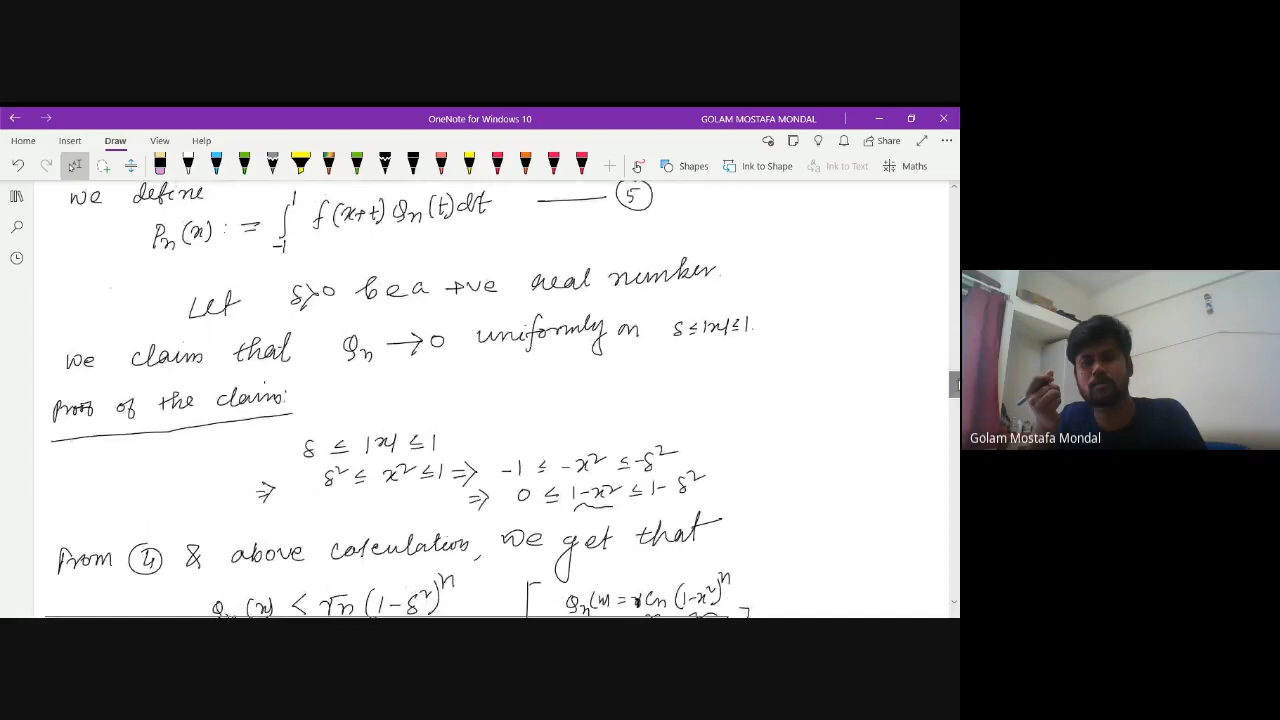 OneNote for Windows 10
GOLAM MOSTAFA MONDAL
Home Insert Draw View Help
Share
Shapes Ink to Shape Ink to Text Maths
we define
Pn(x) := ∫₋₁¹ f(x+t) Qn(t)dt —— 5
Let δ>0 be a +ve real number.
we claim that Qn → 0 uniformly on δ ≤ |x| ≤ 1.
proof of the claim:
δ ≤ |x| ≤ 1
⇒ δ² ≤ x² ≤ 1 ⇒ -1 ≤ -x² ≤ -δ²
⇒ 0 ≤ 1-x² ≤ 1-δ²
From 4 & above calculation, we get that
Qn(x) < √n (1-δ²)ⁿ [ Qn(x) = Cn (1-x²)ⁿ
Golam Mostafa Mondal